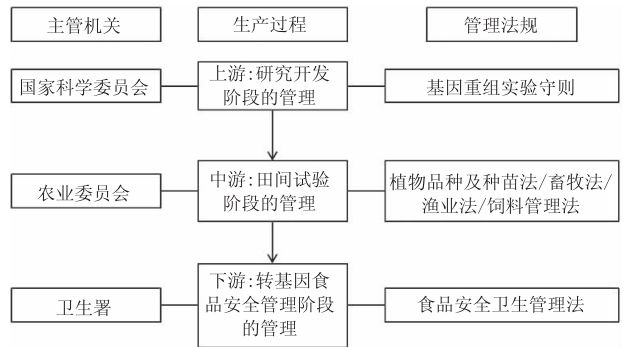 主管机关
生产过程
管理法规
国家科学委员会
上游:研究开发
阶段的管理
基因重组实验守则
农业委员会
中游:田间试验
阶段的管理
植物品种及种苗法/畜牧法/
渔业法/饲料管理法
卫生署
下游:转基因食
品安全管理阶段
的管理
食品安全卫生管理法